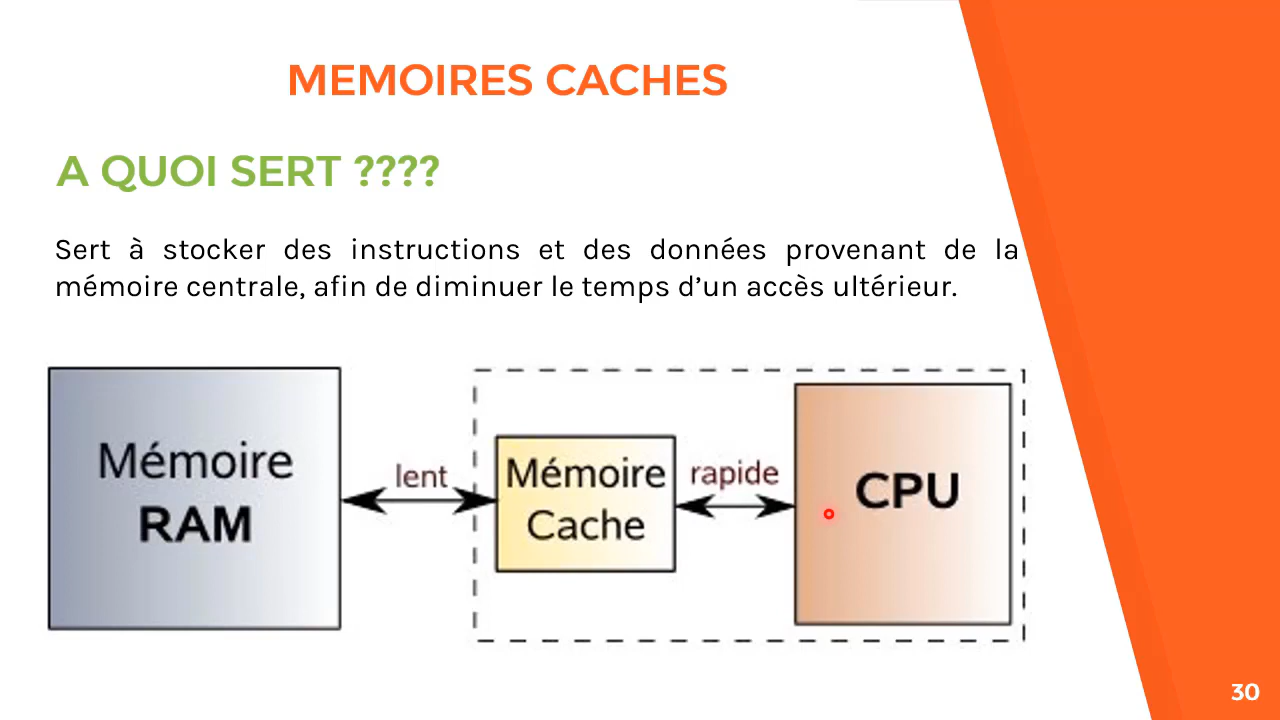 MEMOIRES CACHES
A QUOI SERT ????
Sert à stocker des instructions et des données provenant de la
mémoire centrale, afin de diminuer le temps d’un accès ultérieur.
Mémoire
RAM
lent
Mémoire
Cache
rapide
CPU
30